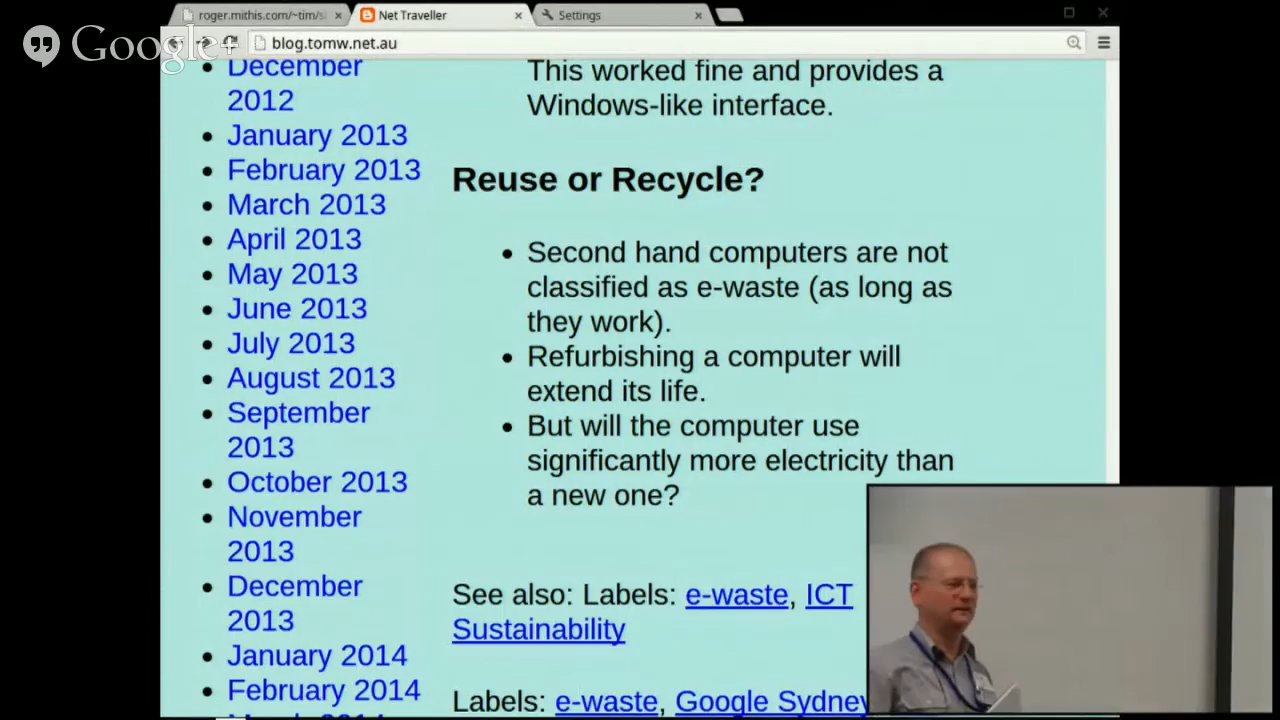 roger.mithis.com/~tim/s
Net Traveller
Settings
Google+
blog.tomw.net.au
December
2012
January 2013
February 2013
March 2013
April 2013
May 2013
June 2013
July 2013
August 2013
September
2013
October 2013
November
2013
December
2013
January 2014
February 2014
March 2014
This worked fine and provides a
Windows-like interface.
Reuse or Recycle?
Second hand computers are not
classified as e-waste (as long as
they work).
Refurbishing a computer will
extend its life.
But will the computer use
significantly more electricity than
a new one?
See also: Labels: e-waste, ICT
Sustainability
Labels: e-waste, Google Sydney